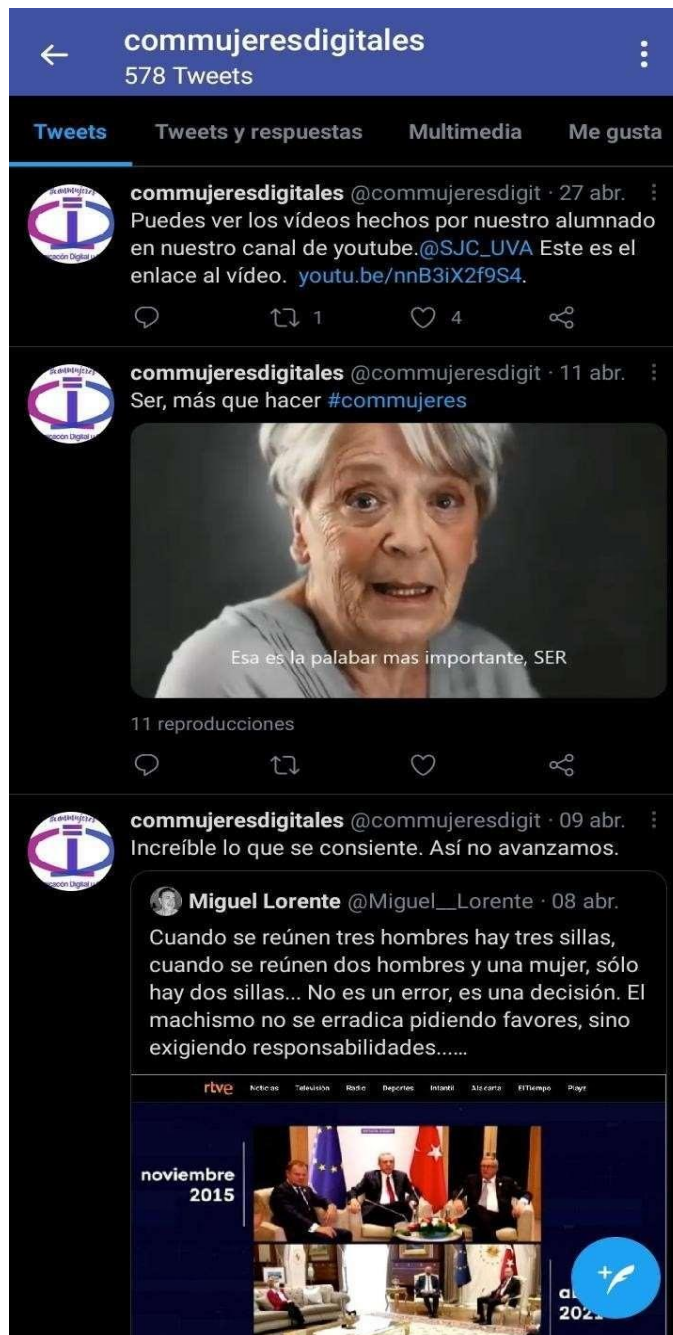 commujeresdigitales
578 Tweets
Tweets Tweets y respuestas Multimedia Me gusta
commujeresdigitales @commujeresdigit · 27 abr.
Puedes ver los vídeos hechos por nuestro alumnado
en nuestro canal de youtube.@SJC_UVA Este es el
enlace al vídeo. youtu.be/nnB3iX2f9S4.
1 4
commujeresdigitales @commujeresdigit · 11 abr.
Ser, más que hacer #commujeres
Esa es la palabar mas importante, SER
11 reproducciones
commujeresdigitales @commujeresdigit · 09 abr.
Increíble lo que se consiente. Así no avanzamos.
Miguel Lorente @Miguel__Lorente · 08 abr.
Cuando se reúnen tres hombres hay tres sillas,
cuando se reúnen dos hombres y una mujer, sólo
hay dos sillas... No es un error, es una decisión. El
machismo no se erradica pidiendo favores, sino
exigiendo responsabilidades......
rtve Noticias Televisión Radio Deportes Infantil A la carta El Tiempo Playz
noviembre
2015
2021